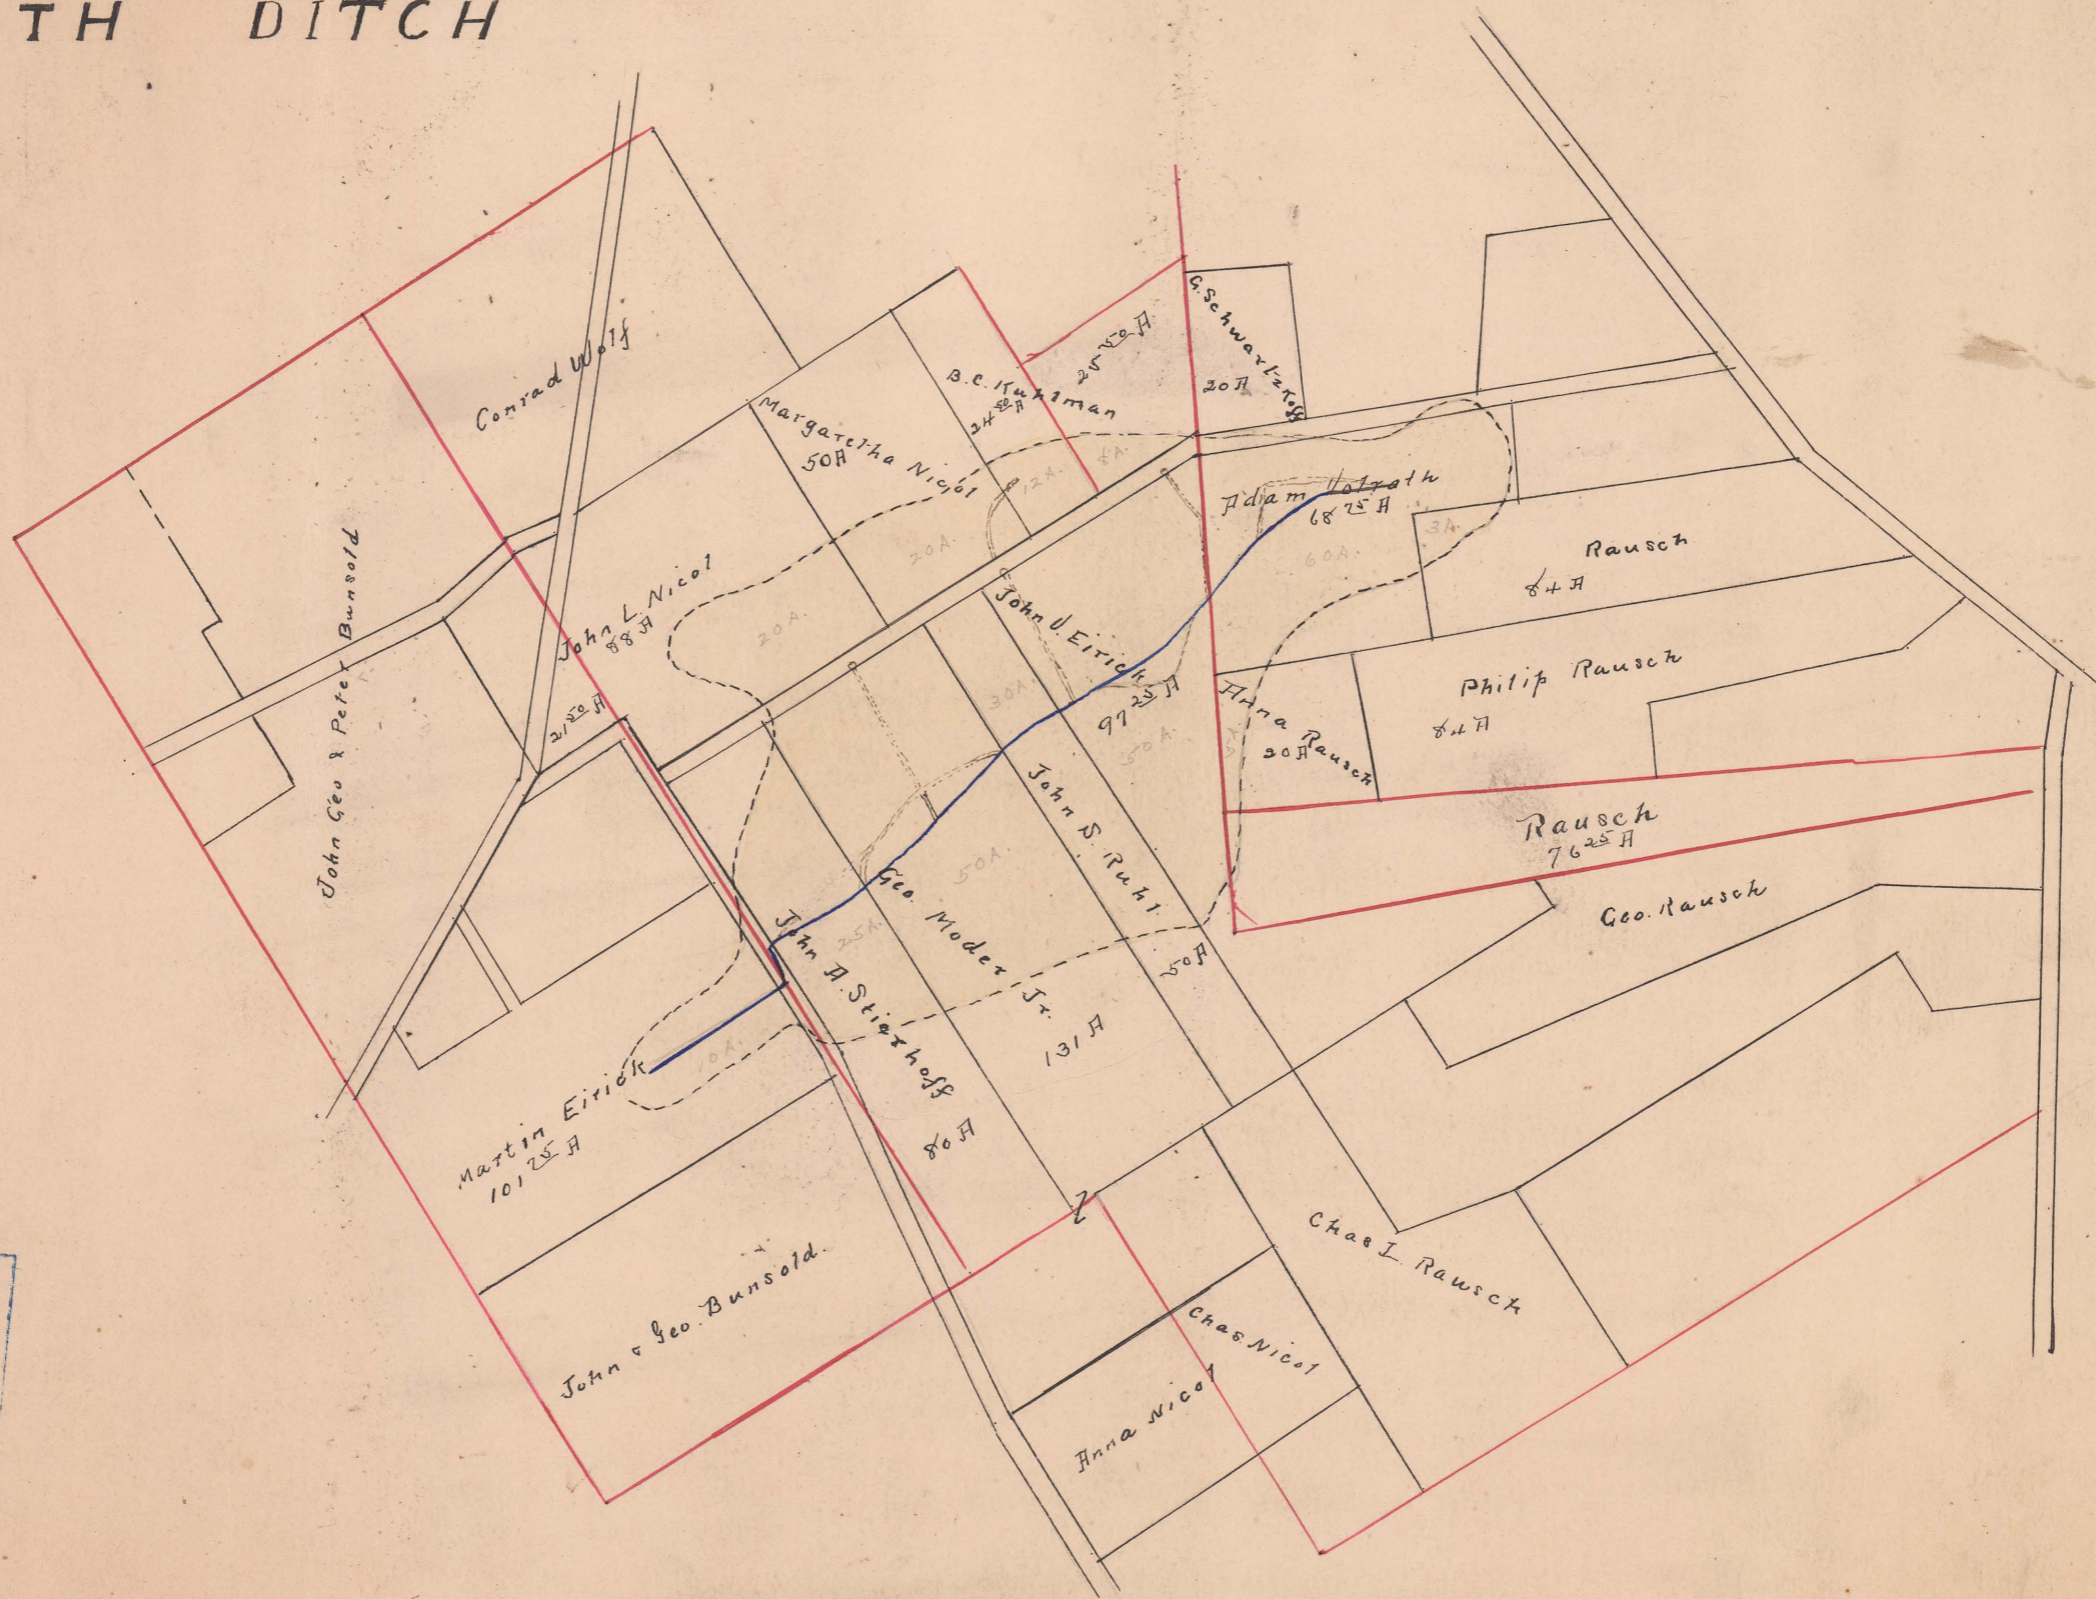 TH DITCH
Conrad Wolf
John Geo & Peter Bunsold
John L. Nicol
88 A
21 50 A
Margaretha Nicol
50 A
B.C. Kuhlman
24 50 A
25 50 A
G. Schwartzkoff
20 A
Adam Volrath
68 75 A
Rausch
84 A
Philip Rausch
84 A
Anna Rausch
20 A
Rausch
76 25 A
Geo. Rausch
12 A.
8 A.
20 A.
20 A.
60 A.
3 A.
30 A.
50 A.
50 A.
25 A.
10 A.
John V. Eirick
97 25 A
John S. Ruhl
50 A
Geo. Moder Jr.
131 A
John A. Stierhoff
80 A
Martin Eirick
101 75 A
John & Geo. Bunsold.
Chas I. Rausch
Chas. Nicol
Anna Nicol